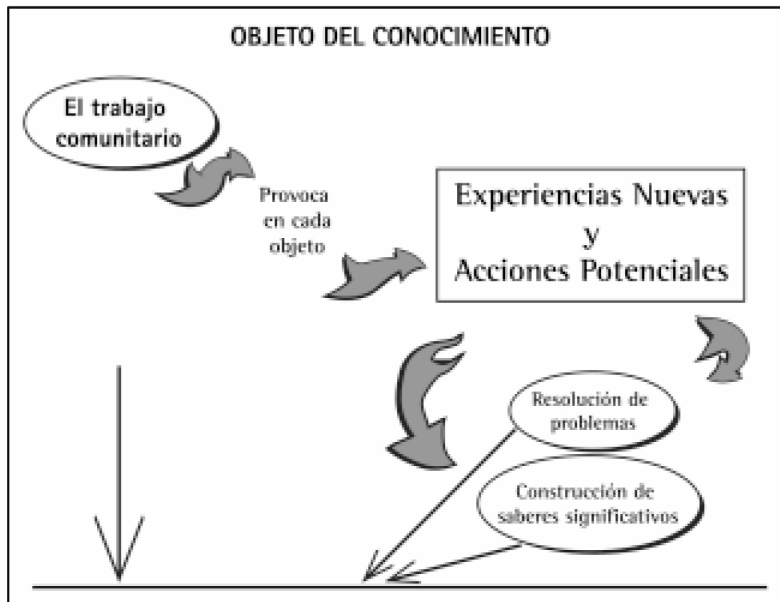 OBJETO DEL CONOCIMIENTO
El trabajo
comunitario
Provoca
en cada
objeto
Experiencias Nuevas
y
Acciones Potenciales
Resolución de
problemas
Construcción de
saberes significativos